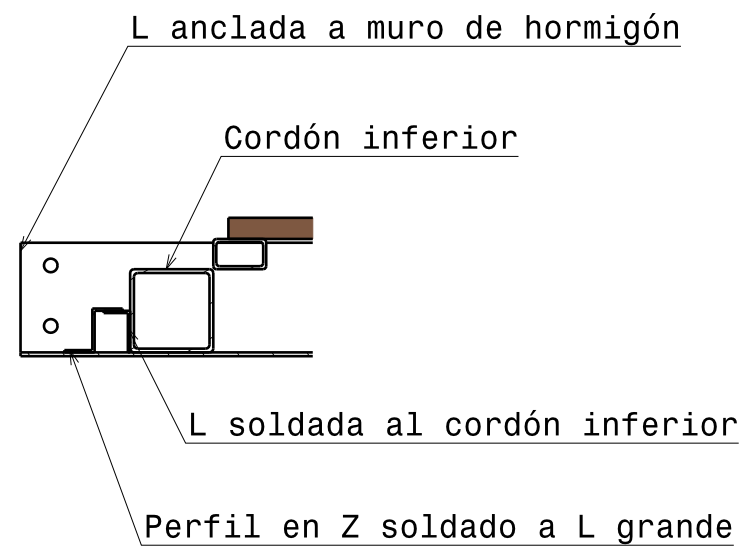 L anclada a muro de hormigón
Cordón inferior
L soldada al cordón inferior
Perfil en Z soldado a L grande